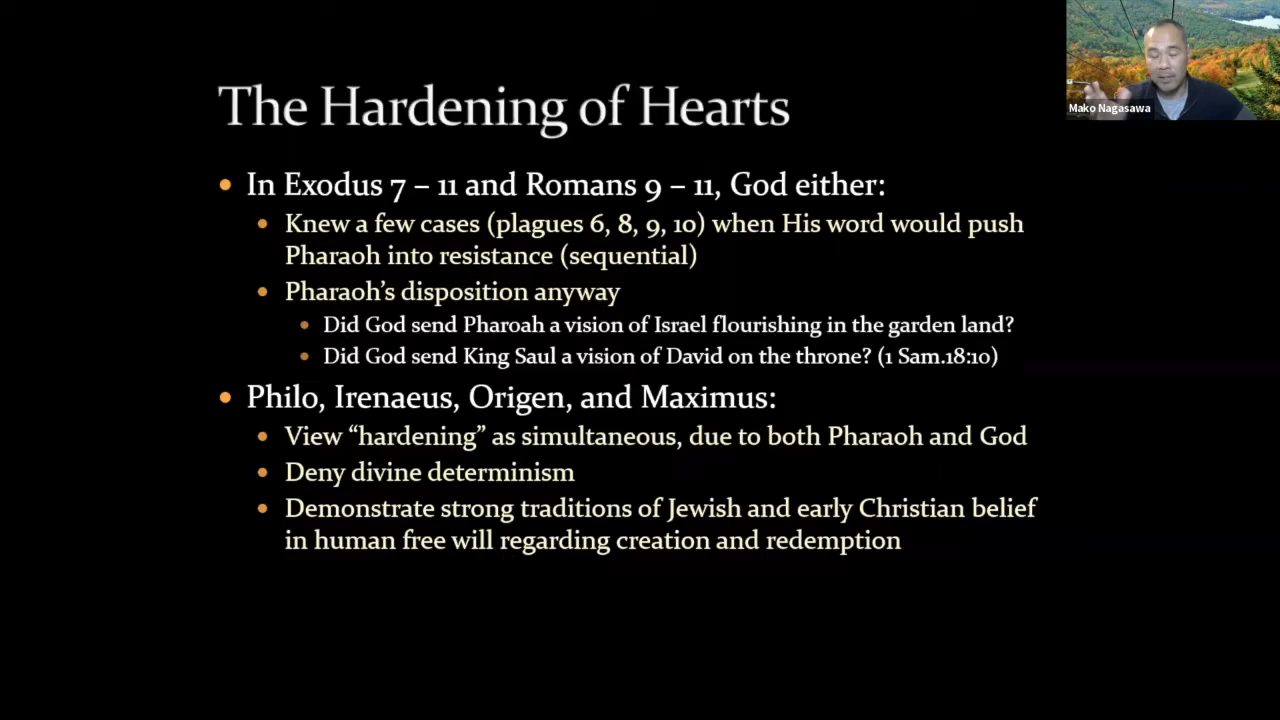 The Hardening of Hearts
In Exodus 7 – 11 and Romans 9 – 11, God either:
Knew a few cases (plagues 6, 8, 9, 10) when His word would push
Pharaoh into resistance (sequential)
Pharaoh's disposition anyway
Did God send Pharoah a vision of Israel flourishing in the garden land?
Did God send King Saul a vision of David on the throne? (1 Sam.18:10)
Philo, Irenaeus, Origen, and Maximus:
View “hardening” as simultaneous, due to both Pharaoh and God
Deny divine determinism
Demonstrate strong traditions of Jewish and early Christian belief
in human free will regarding creation and redemption
Mako Nagasawa